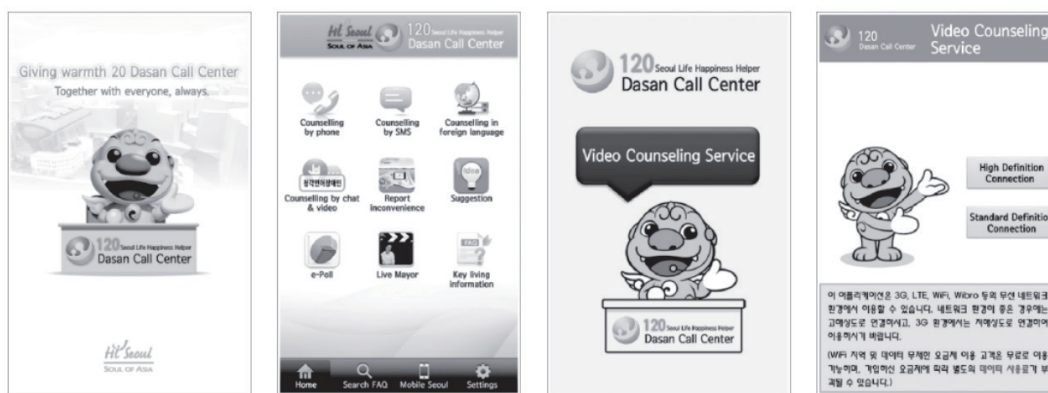 Giving warmth 20 Dasan Call Center
Together with everyone, always.
120 Seoul Life Happiness Helper
Dasan Call Center
Hi Seoul
SOUL OF ASIA
Hi Seoul
SOUL OF ASIA
120 Seoul Life Happiness Helper
Dasan Call Center
Counselling
by phone
Counselling
by SMS
Counselling in
foreign language
청각언어장애인
Counselling by chat
& video
Report
inconvenience
idea
Suggestion
e-Poll
Live Mayor
FAQ
Key living
information
Home
Search FAQ
Mobile Seoul
Settings
120 Seoul Life Happiness Helper
Dasan Call Center
Video Counseling Service
120 Seoul Life Happiness Helper
Dasan Call Center
120
Dasan Call Center
Video Counseling
Service
High Definition
Connection
Standard Definitio
Connection
이 어플리케이션은 3G, LTE, WiFi, Wibro 등의 무선 네트워크
환경에서 이용할 수 있습니다. 네트워크 환경이 좋은 경우에는
고해상도로 연결하시고, 3G 환경에서는 저해상도로 연결하여
이용하시기 바랍니다.
(WiFi 지역 및 데이터 무제한 요금제 이용 고객은 무료로 이용
가능하며, 가입하신 요금제에 따라 별도의 데이터 사용료가 부
과될 수 있습니다.)